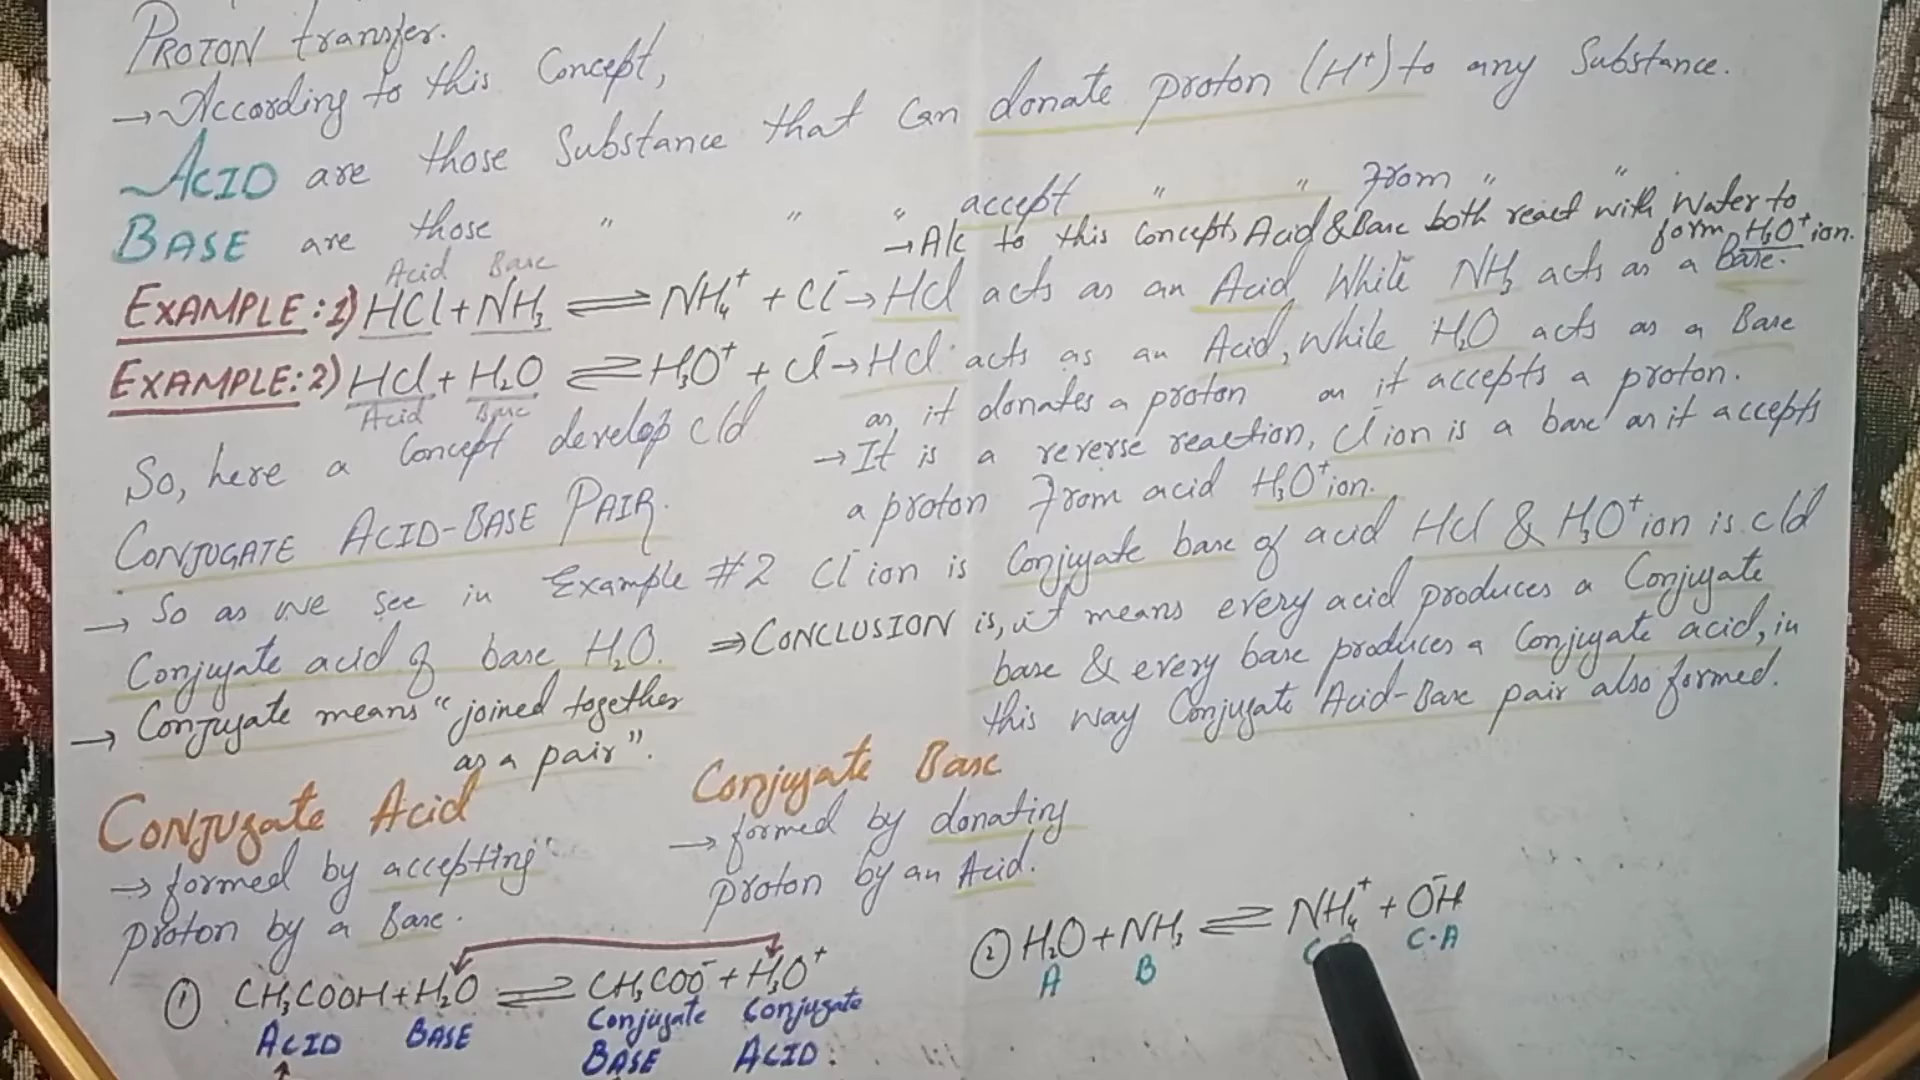 PROTON transfer.
→ According to this Concept,
ACID are those Substance that can donate proton (H⁺) to any Substance.
BASE are those " " " accept " " From " "
→ A/c to this Concept, Acid & Base both react with Water to form H₃O⁺ ion.
Acid Base
EXAMPLE: 1) HCl + NH₃ ⇌ NH₄⁺ + Cl⁻ → HCl acts as an Acid While NH₃ acts as a Base.
EXAMPLE: 2) HCl + H₂O ⇌ H₃O⁺ + Cl⁻ → HCl acts as an Acid, While H₂O acts as a Base
Acid Base
as it donates a proton as it accepts a proton.
→ It is a reverse reaction, Cl⁻ ion is a base as it accepts
a proton From acid H₃O⁺ ion.
So, here a Concept develop c/d
CONJUGATE ACID-BASE PAIR.
→ So as we see in Example #2 Cl⁻ ion is Conjugate base of acid HCl & H₃O⁺ ion is c/d
Conjugate acid of base H₂O.
⇒ CONCLUSION is, it means every acid produces a Conjugate
base & every base produces a Conjugate acid, in
this way Conjugate Acid-Base pair also formed.
→ Conjugate means "joined together
as a pair".
Conjugate Acid
→ formed by accepting
proton by a Base.
Conjugate Base
→ formed by donating
proton by an Acid.
① CH₃COOH + H₂O ⇌ CH₃COO⁻ + H₃O⁺
ACID BASE Conjugate BASE Conjugate ACID
② H₂O + NH₃ ⇌ NH₄⁺ + OH⁻
A B C C·A